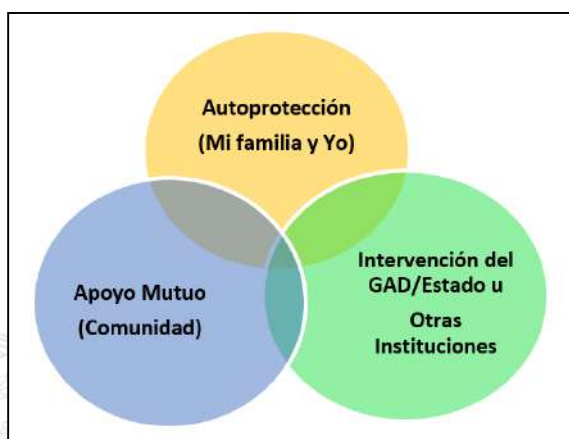 Autoprotección
(Mi familia y Yo)
Apoyo Mutuo
(Comunidad)
Intervención del
GAD/Estado u
Otras
Instituciones